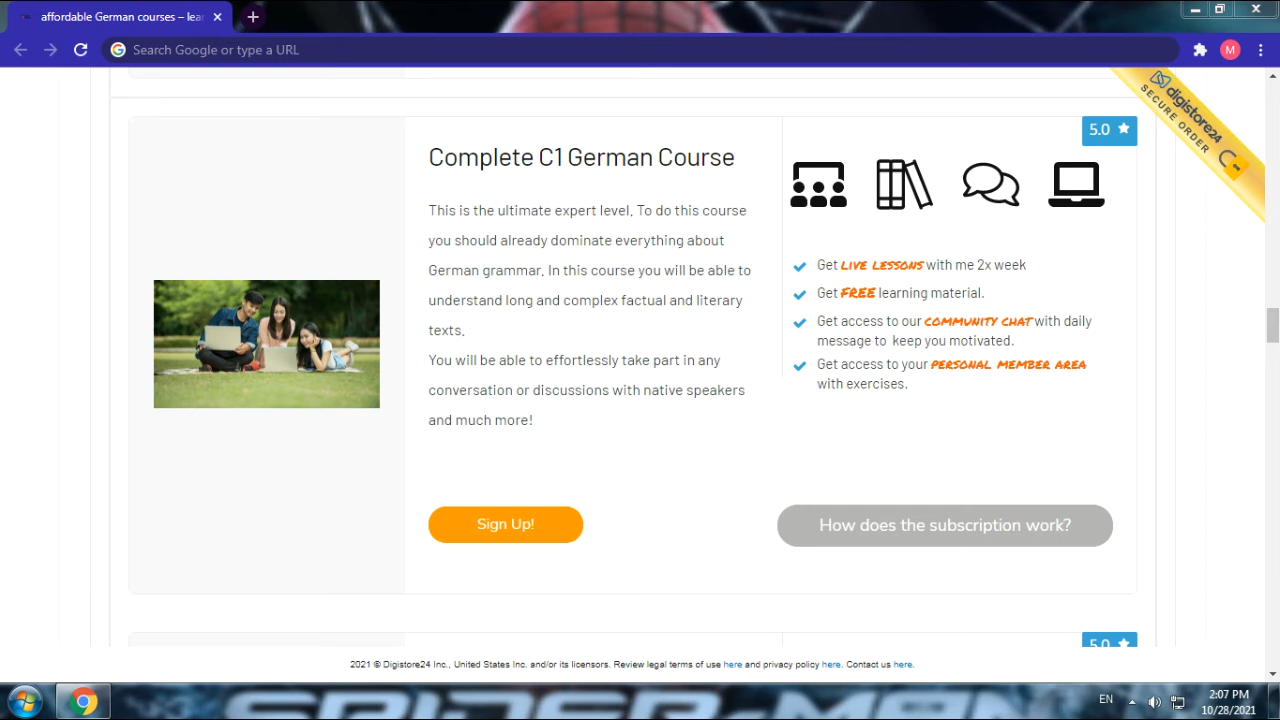 affordable German courses – lear
Search Google or type a URL
M
digistore24
SECURE ORDER
5.0
Complete C1 German Course
This is the ultimate expert level. To do this course
you should already dominate everything about
German grammar. In this course you will be able to
understand long and complex factual and literary
texts.
You will be able to effortlessly take part in any
conversation or discussions with native speakers
and much more!
Get LIVE LESSONS with me 2x week
Get FREE learning material.
Get access to our COMMUNITY CHAT with daily
message to keep you motivated.
Get access to your PERSONAL MEMBER AREA
with exercises.
Sign Up!
How does the subscription work?
5.0
2021 © Digistore24 Inc., United States Inc. and/or its licensors. Review legal terms of use here and privacy policy here. Contact us here.
SPIDER-MAN
EN
2:07 PM
10/28/2021